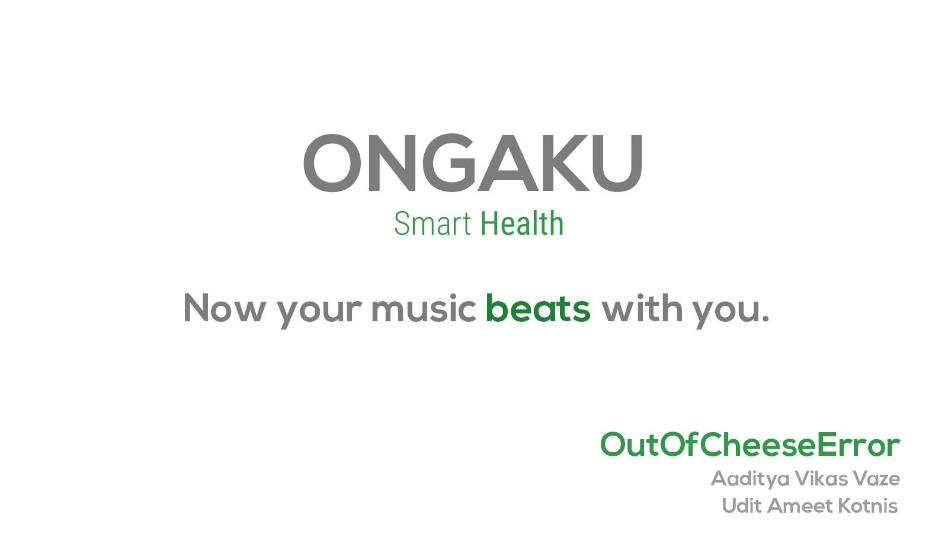 ONGAKU
Smart Health
Now your music beats with you.
OutOfCheeseError
Aaditya Vikas Vaze
Udit Ameet Kotnis